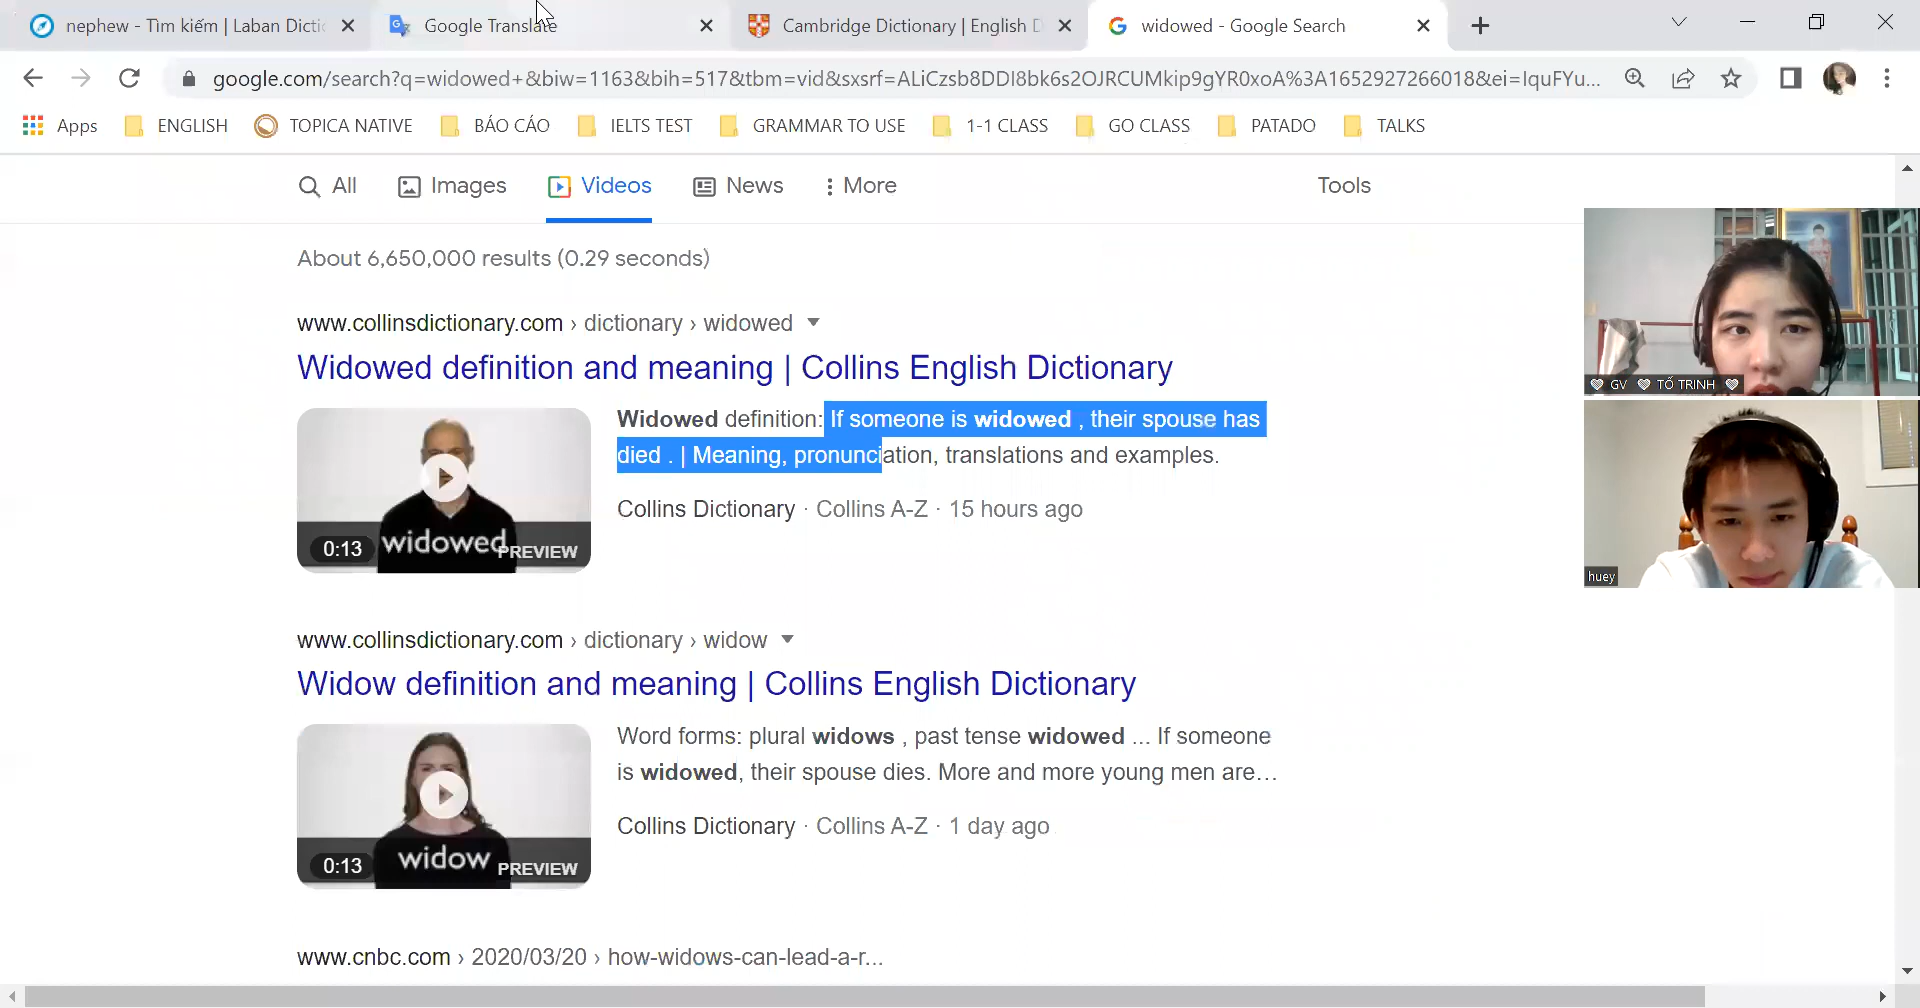 nephew - Tìm kiếm | Laban Dictio
Google Translate
Cambridge Dictionary | English D
widowed - Google Search
google.com/search?q=widowed+&biw=1163&bih=517&tbm=vid&sxsrf=ALiCzsb8DDI8bk6s2OJRCUMkip9gYR0xoA%3A1652927266018&ei=IquFYu...
Apps
ENGLISH
TOPICA NATIVE
BÁO CÁO
IELTS TEST
GRAMMAR TO USE
1-1 CLASS
GO CLASS
PATADO
TALKS
All
Images
Videos
News
More
Tools
About 6,650,000 results (0.29 seconds)
www.collinsdictionary.com › dictionary › widowed
Widowed definition and meaning | Collins English Dictionary
Widowed definition: If someone is widowed , their spouse has
died . | Meaning, pronunciation, translations and examples.
Collins Dictionary · Collins A-Z · 15 hours ago
0:13
widowed
PREVIEW
www.collinsdictionary.com › dictionary › widow
Widow definition and meaning | Collins English Dictionary
Word forms: plural widows , past tense widowed ... If someone
is widowed, their spouse dies. More and more young men are...
Collins Dictionary · Collins A-Z · 1 day ago
0:13
widow
PREVIEW
www.cnbc.com › 2020/03/20 › how-widows-can-lead-a-r...
GV TỐ TRINH
huey